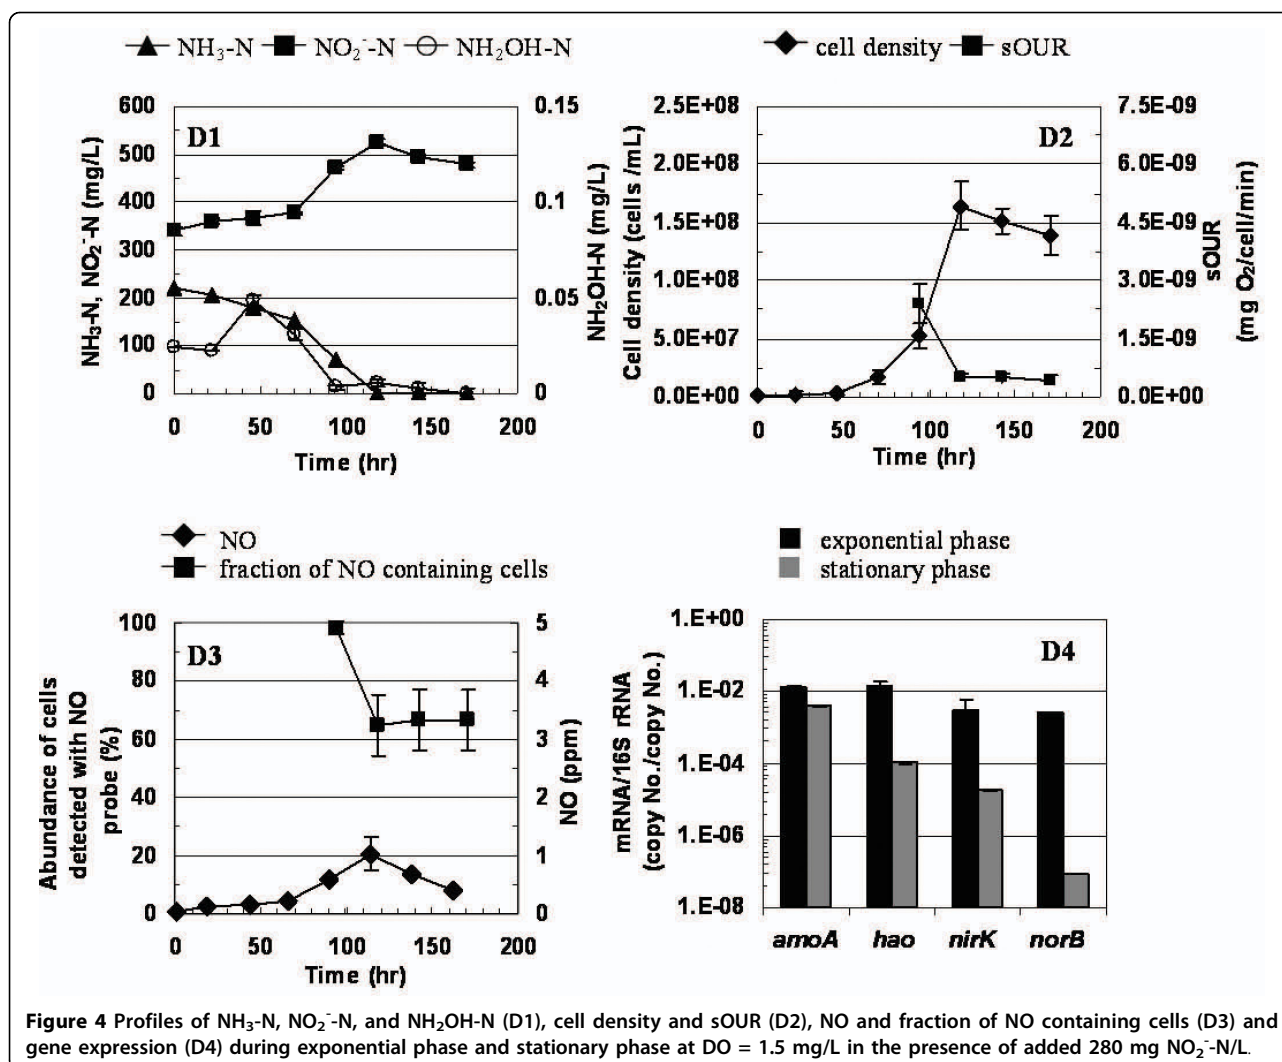 NH₃-N NO₂⁻-N NH₂OH-N
cell density sOUR
600
500
400
300
200
100
0
NH₃-N, NO₂⁻-N (mg/L)
D1
0.15
0.1
0.05
0
NH₂OH-N (mg/L)
0 50 100 150 200
Time (hr)
2.5E+08
2.0E+08
1.5E+08
1.0E+08
5.0E+07
0.0E+00
Cell density (cells /mL)
D2
7.5E-09
6.0E-09
4.5E-09
3.0E-09
1.5E-09
0.0E+00
sOUR
(mg O₂/cell/min)
0 50 100 150 200
Time (hr)
NO
fraction of NO containing cells
100
80
60
40
20
0
Abundance of cells
detected with NO
probe (%)
D3
5
4
3
2
1
0
NO (ppm)
0 50 100 150 200
Time (hr)
exponential phase
stationary phase
1.E+00
1.E-02
1.E-04
1.E-06
1.E-08
mRNA/16S rRNA
(copy No./copy No.)
D4
amoA hao nirK norB
Figure 4 Profiles of NH₃-N, NO₂⁻-N, and NH₂OH-N (D1), cell density and sOUR (D2), NO and fraction of NO containing cells (D3) and
gene expression (D4) during exponential phase and stationary phase at DO = 1.5 mg/L in the presence of added 280 mg NO₂⁻-N/L.